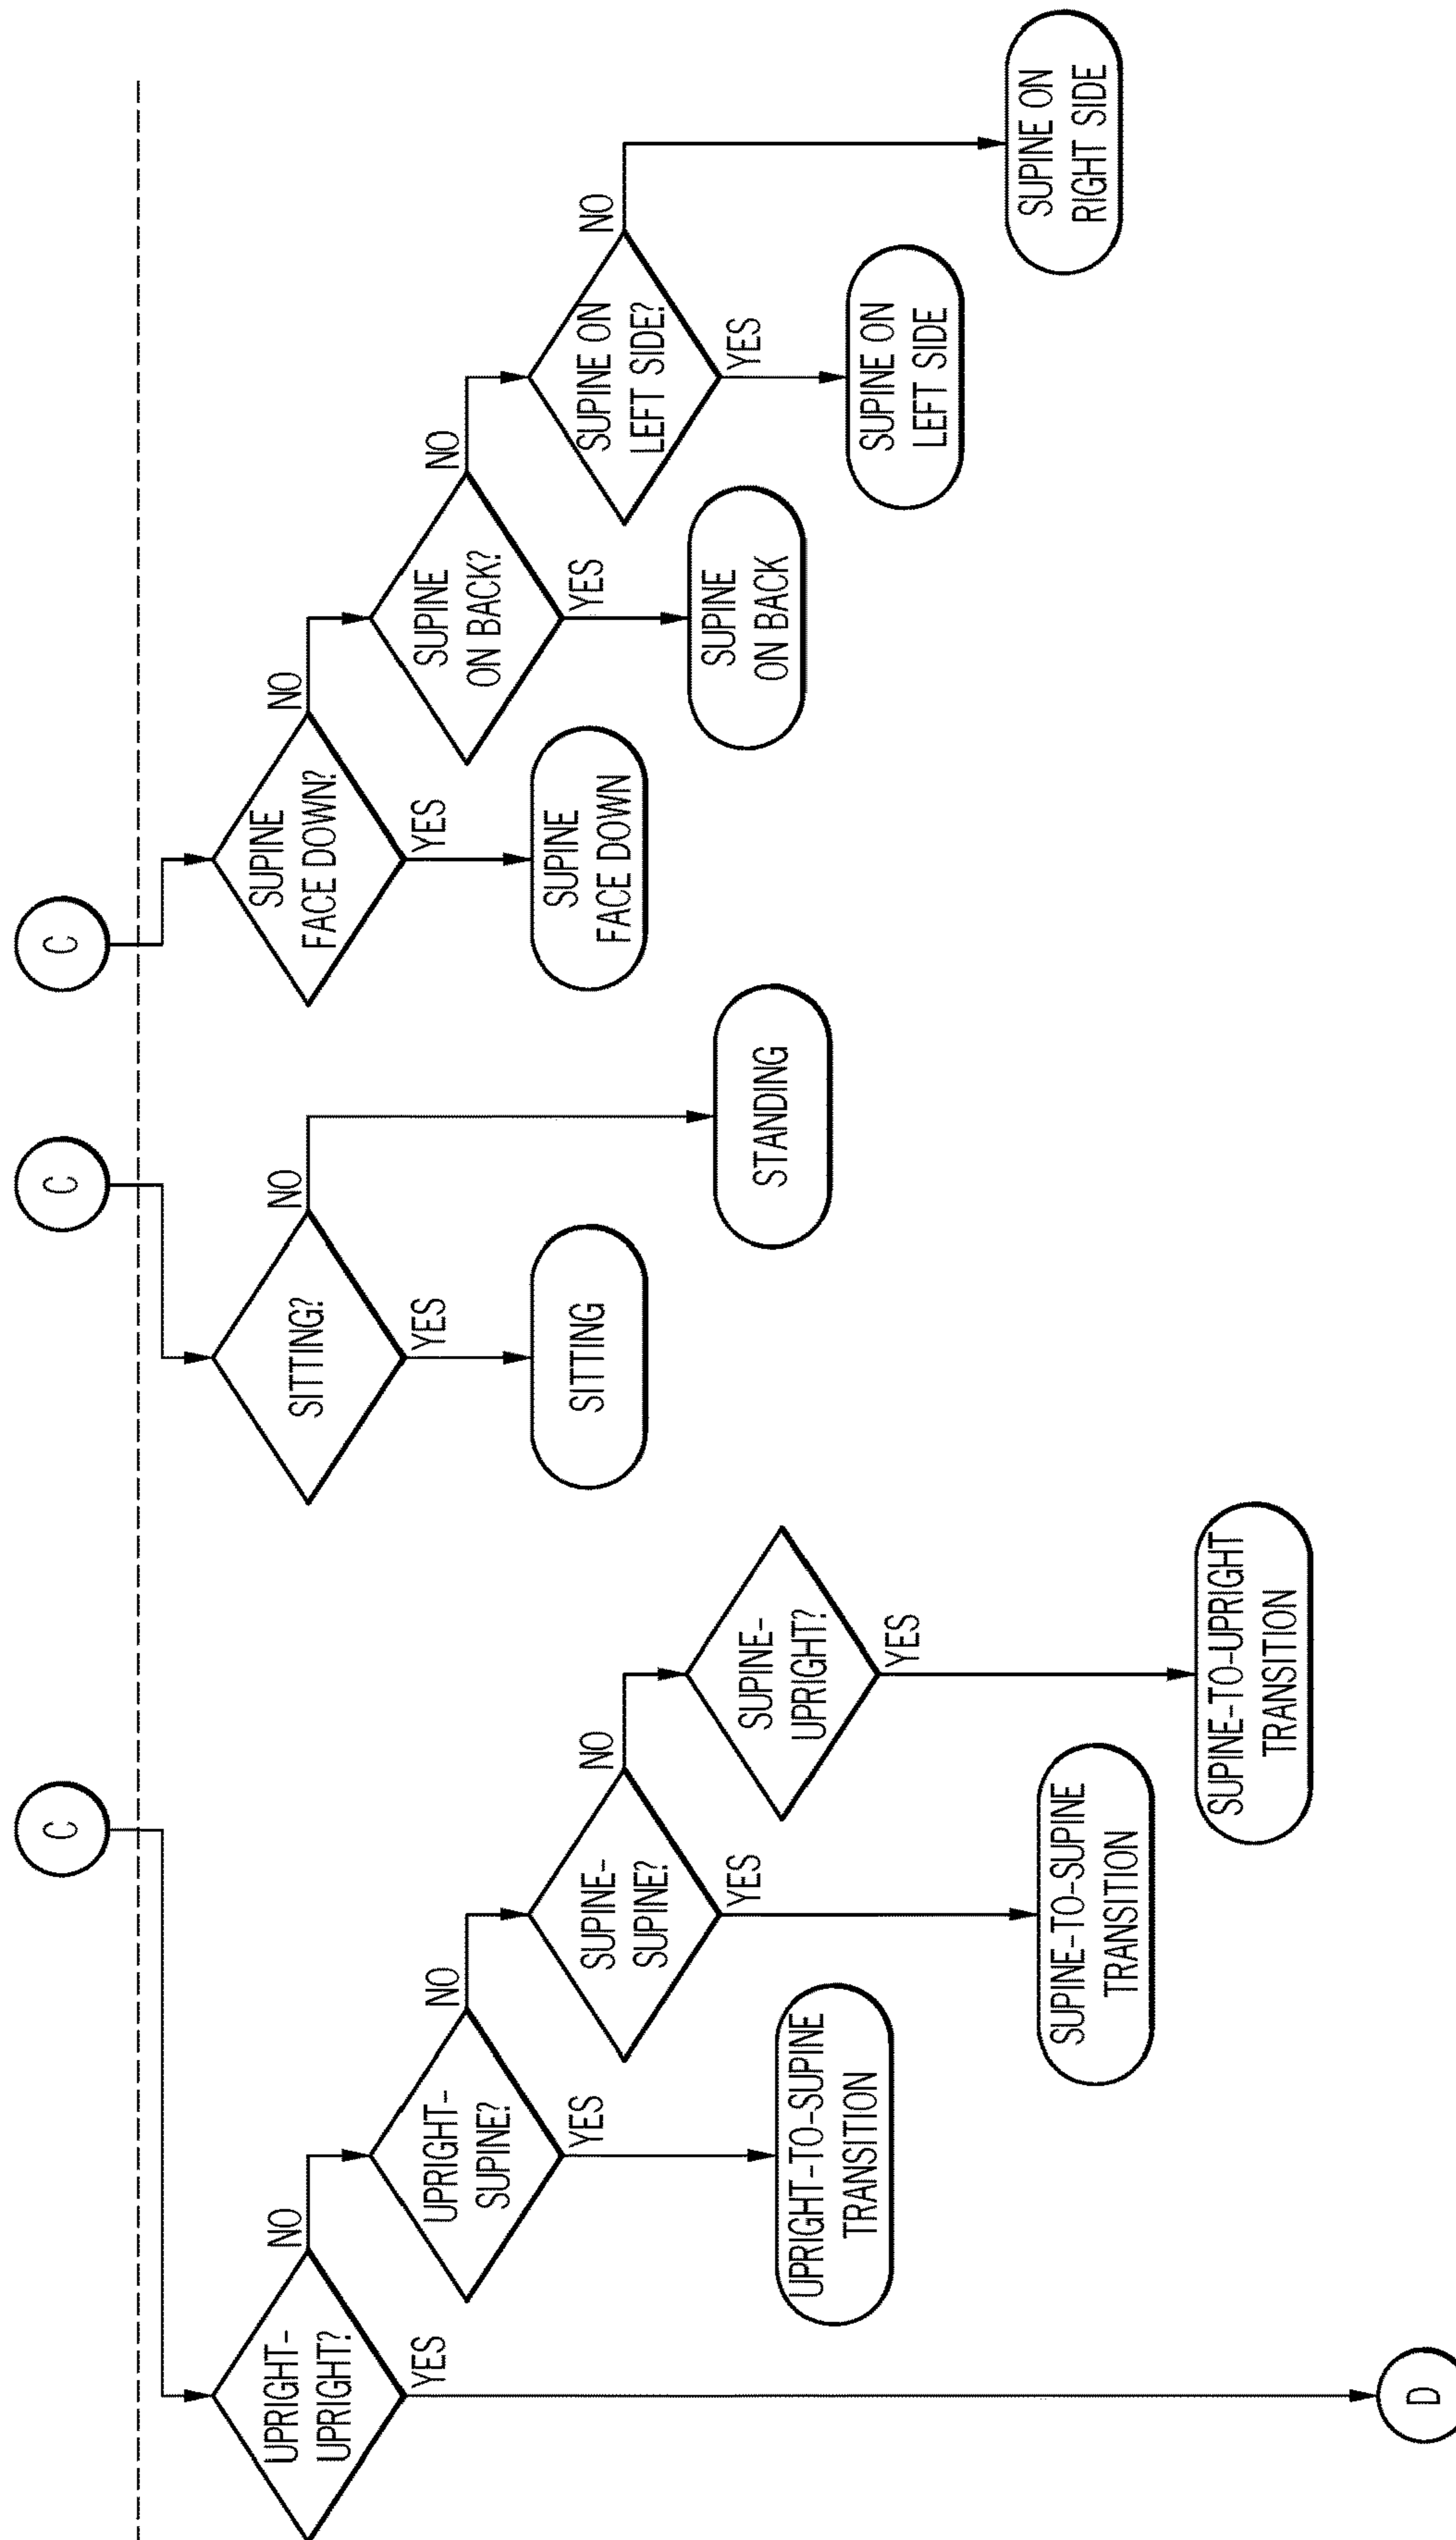 C
UPRIGHT-
UPRIGHT?
NO
YES
UPRIGHT-
SUPINE?
NO
YES
SUPINE-
SUPINE?
NO
YES
SUPINE-
UPRIGHT?
YES
UPRIGHT-TO-SUPINE
TRANSITION
SUPINE-TO-SUPINE
TRANSITION
SUPINE-TO-UPRIGHT
TRANSITION
D
C
SITTING?
NO
YES
SITTING
STANDING
C
SUPINE
FACE DOWN?
NO
YES
SUPINE
FACE DOWN
SUPINE
ON BACK?
NO
YES
SUPINE
ON BACK
SUPINE ON
LEFT SIDE?
NO
YES
SUPINE ON
LEFT SIDE
SUPINE ON
RIGHT SIDE